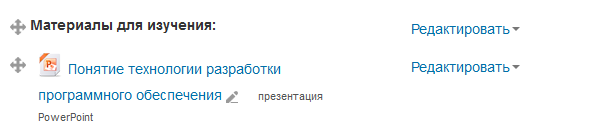 Материалы для изучения: Редактировать
Понятие технологии разработки Редактировать
программного обеспечения презентация
PowerPoint